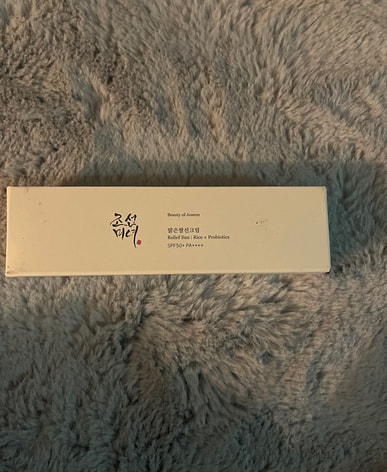 조선
미녀
Beauty of Joseon
맑은쌀선크림
Relief Sun : Rice + Probiotics
SPF50+ PA++++